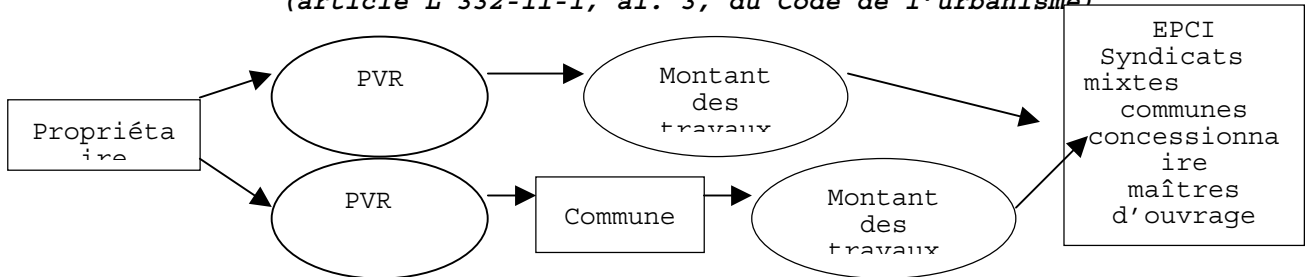 (article L 332-11-1, al. 3, du Code de l'urbanisme)
EPCI
Syndicats
mixtes
communes
concessionna
ire
maîtres
d'ouvrage
PVR
Montant
des
travaux
Propriéta
ire
PVR
Commune
Montant
des
travaux